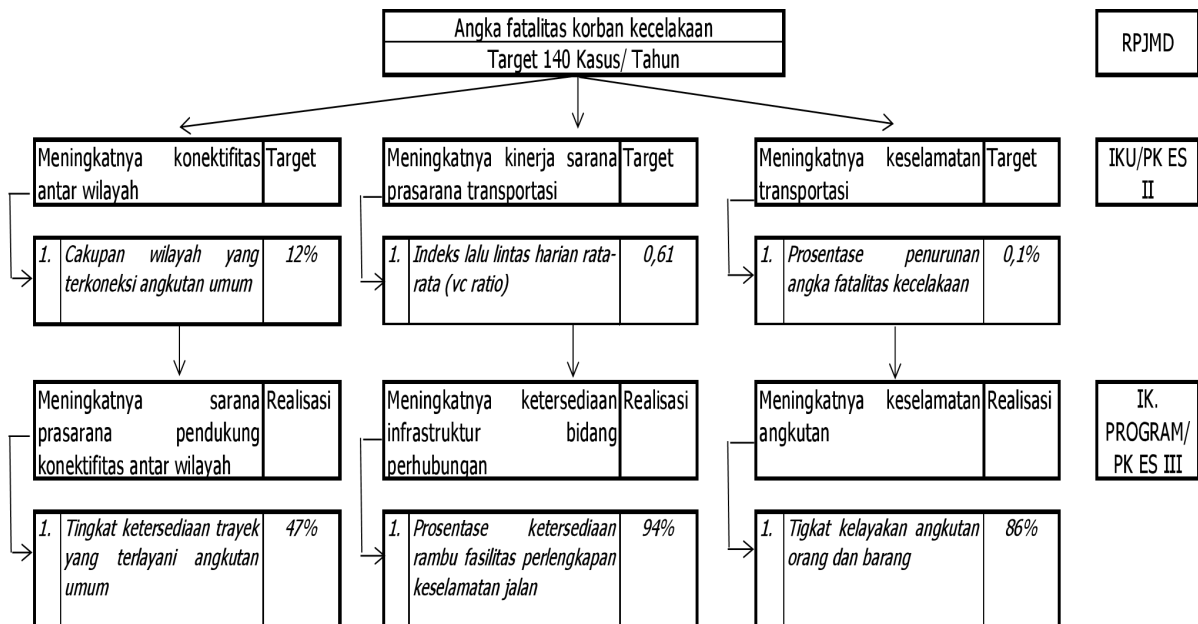 Angka fatalitas korban kecelakaan
Target 140 Kasus/ Tahun
RPJMD
Meningkatnya konektifitas
antar wilayah
Target
Meningkatnya kinerja sarana
prasarana transportasi
Target
Meningkatnya keselamatan
transportasi
Target
IKU/PK ES
II
1. Cakupan wilayah yang
terkoneksi angkutan umum
12%
1. Indeks lalu lintas harian rata-
rata (vc ratio)
0,61
1. Prosentase penurunan
angka fatalitas kecelakaan
0,1%
Meningkatnya sarana
prasarana pendukung
konektifitas antar wilayah
Realisasi
Meningkatnya ketersediaan
infrastruktur bidang
perhubungan
Realisasi
Meningkatnya keselamatan
angkutan
Realisasi
IK.
PROGRAM/
PK ES III
1. Tingkat ketersediaan trayek
yang terlayani angkutan
umum
47%
1. Prosentase ketersediaan
rambu fasilitas perlengkapan
keselamatan jalan
94%
1. Tigkat kelayakan angkutan
orang dan barang
86%